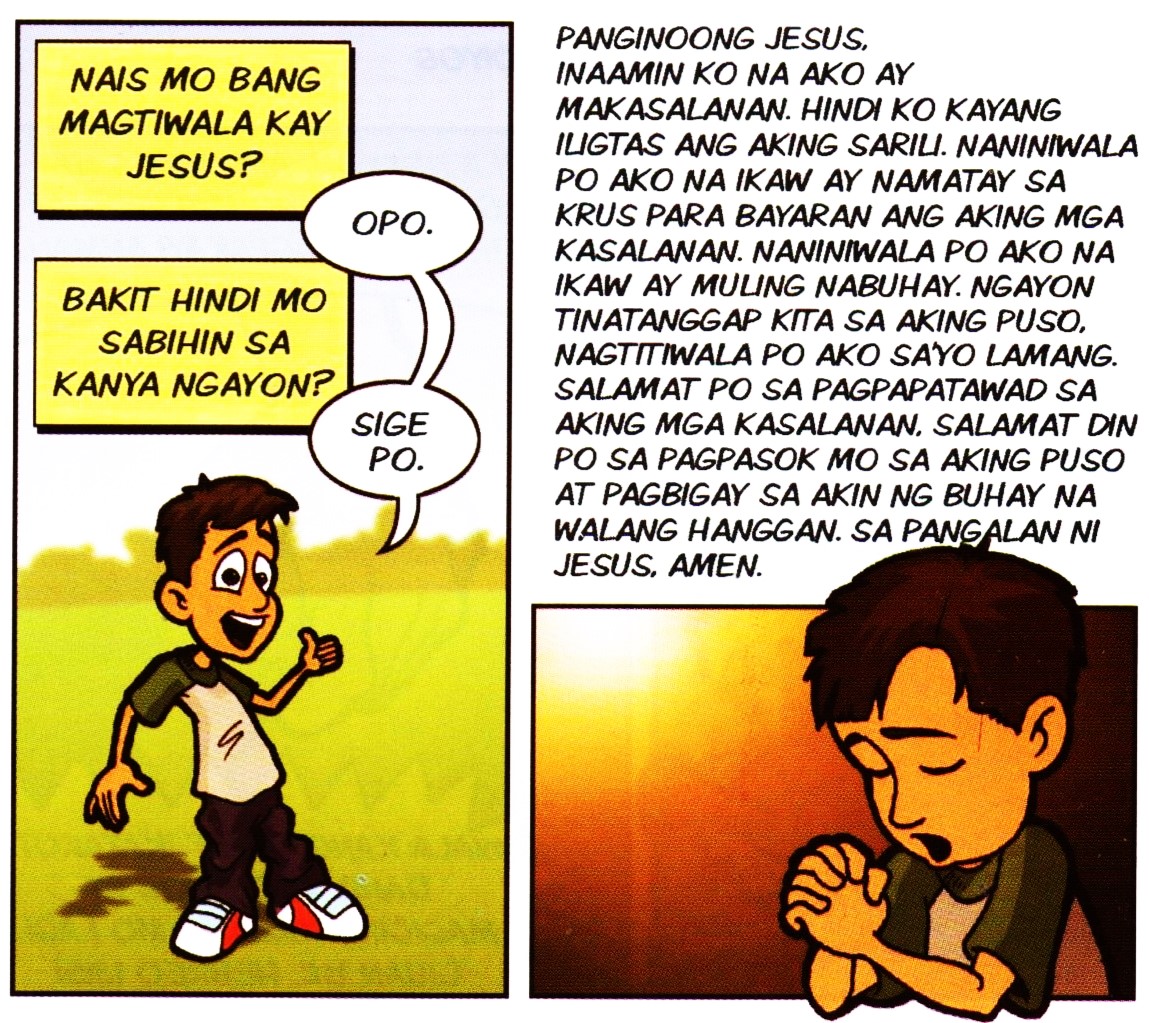 NAIS MO BANG
MAGTIWALA KAY
JESUS?
OPO.
BAKIT HINDI MO
SABIHIN SA
KANYA NGAYON?
SIGE
PO.
PANGINOONG JESUS,
INAAMIN KO NA AKO AY
MAKASALANAN. HINDI KO KAYANG
ILIGTAS ANG AKING SARILI. NANINIWALA
PO AKO NA IKAW AY NAMATAY SA
KRUS PARA BAYARAN ANG AKING MGA
KASALANAN. NANINIWALA PO AKO NA
IKAW AY MULING NABUHAY. NGAYON
TINATANGGAP KITA SA AKING PUSO,
NAGTITIWALA PO AKO SA'YO LAMANG.
SALAMAT PO SA PAGPAPATAWAD SA
AKING MGA KASALANAN. SALAMAT DIN
PO SA PAGPASOK MO SA AKING PUSO
AT PAGBIGAY SA AKIN NG BUHAY NA
WALANG HANGGAN. SA PANGALAN NI
JESUS, AMEN.